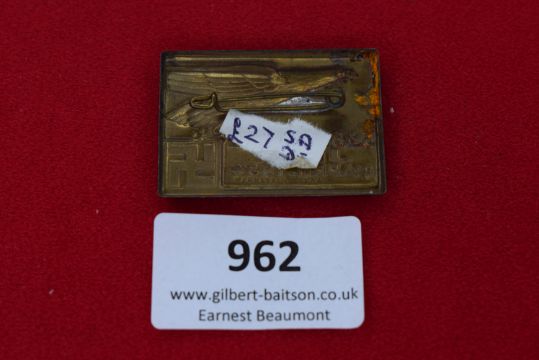 £27 SA
962
www.gilbert-baitson.co.uk
Earnest Beaumont